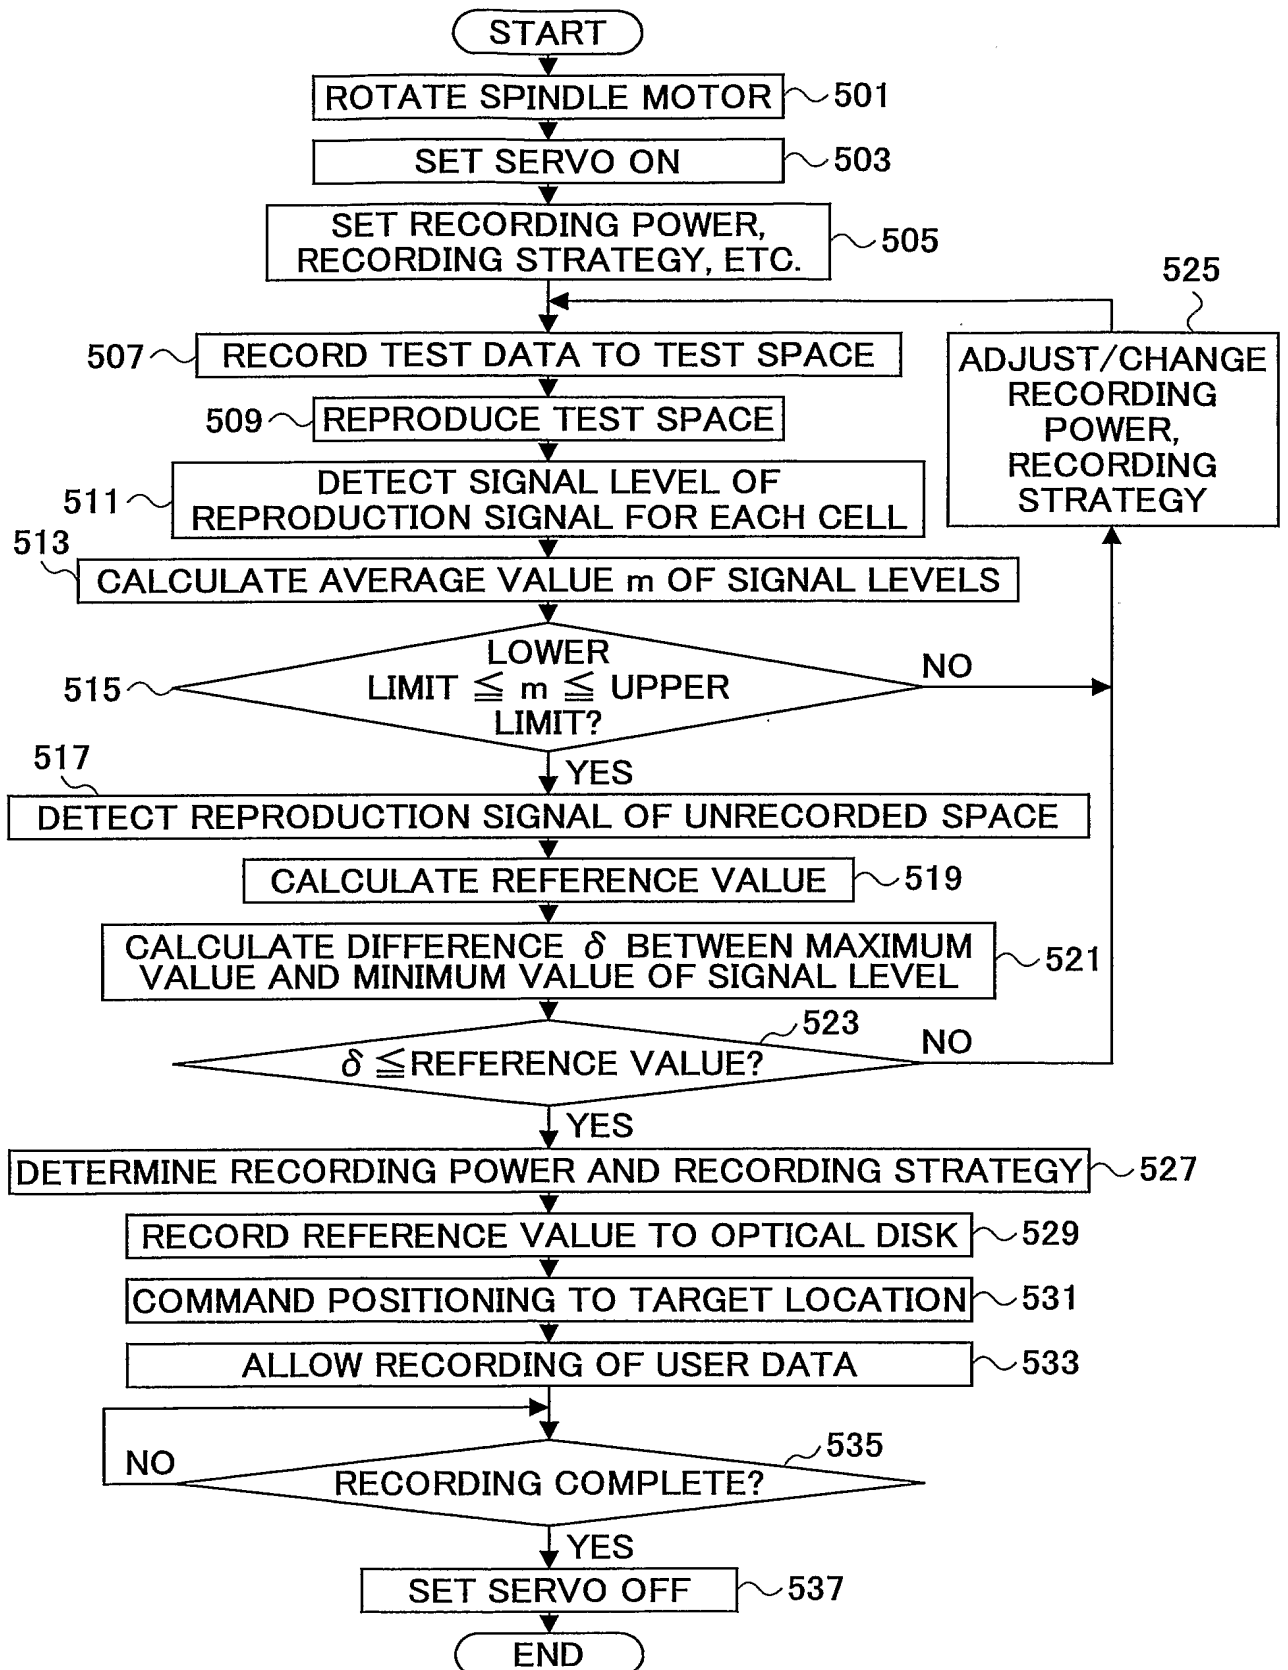 START
ROTATE SPINDLE MOTOR
501
SET SERVO ON
503
SET RECORDING POWER,
RECORDING STRATEGY, ETC.
505
525
ADJUST/CHANGE
RECORDING
POWER,
RECORDING
STRATEGY
507
RECORD TEST DATA TO TEST SPACE
509
REPRODUCE TEST SPACE
511
DETECT SIGNAL LEVEL OF
REPRODUCTION SIGNAL FOR EACH CELL
513
CALCULATE AVERAGE VALUE m OF SIGNAL LEVELS
515
LOWER
LIMIT ≦ m ≦ UPPER
LIMIT?
NO
YES
517
DETECT REPRODUCTION SIGNAL OF UNRECORDED SPACE
CALCULATE REFERENCE VALUE
519
CALCULATE DIFFERENCE δ BETWEEN MAXIMUM
VALUE AND MINIMUM VALUE OF SIGNAL LEVEL
521
523
δ ≦REFERENCE VALUE?
NO
YES
DETERMINE RECORDING POWER AND RECORDING STRATEGY
527
RECORD REFERENCE VALUE TO OPTICAL DISK
529
COMMAND POSITIONING TO TARGET LOCATION
531
ALLOW RECORDING OF USER DATA
533
535
NO
RECORDING COMPLETE?
YES
SET SERVO OFF
537
END